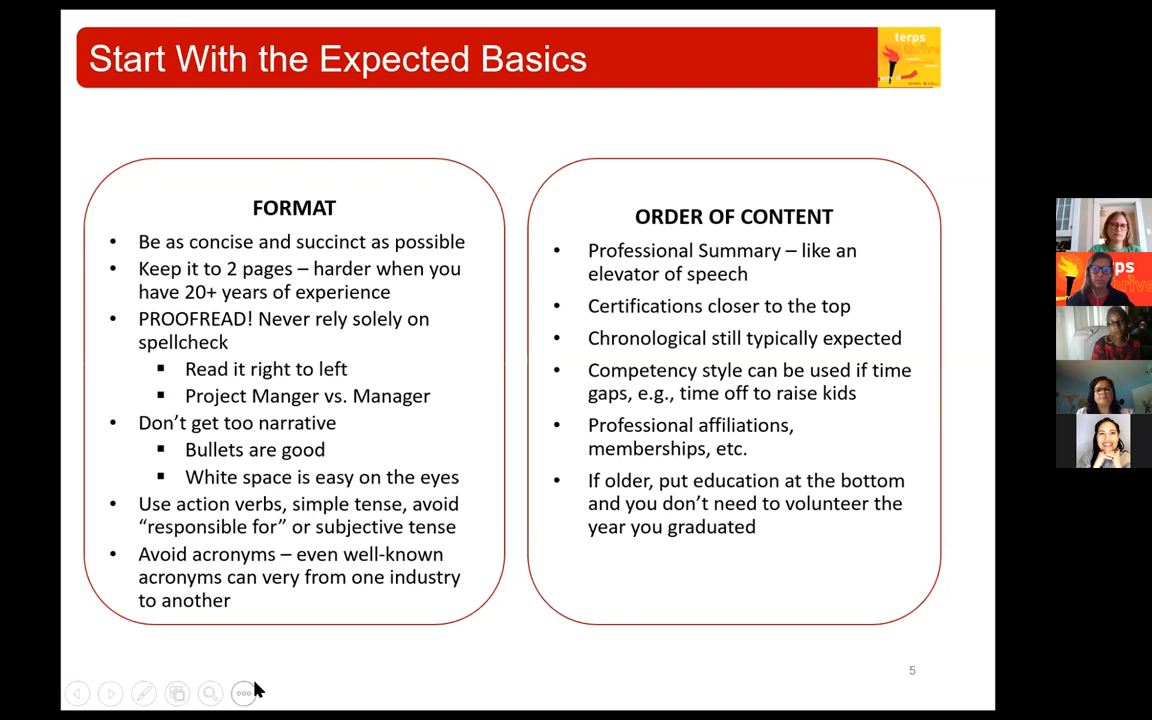 Start With the Expected Basics
terps
thrive
FORMAT
• Be as concise and succinct as possible
• Keep it to 2 pages – harder when you
have 20+ years of experience
• PROOFREAD! Never rely solely on
spellcheck
▪ Read it right to left
▪ Project Manger vs. Manager
• Don’t get too narrative
▪ Bullets are good
▪ White space is easy on the eyes
• Use action verbs, simple tense, avoid
“responsible for” or subjective tense
• Avoid acronyms – even well-known
acronyms can very from one industry
to another
ORDER OF CONTENT
• Professional Summary – like an
elevator of speech
• Certifications closer to the top
• Chronological still typically expected
• Competency style can be used if time
gaps, e.g., time off to raise kids
• Professional affiliations,
memberships, etc.
• If older, put education at the bottom
and you don’t need to volunteer the
year you graduated
5
ps
hrive